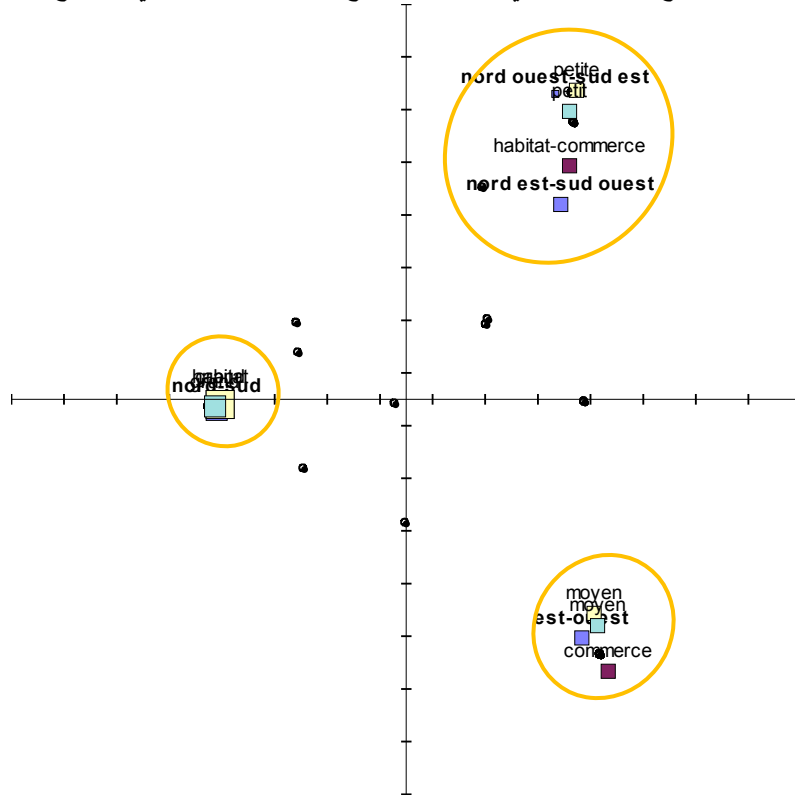 petite
nord ouest-sud est
petit
habitat-commerce
nord est-sud ouest
habitat
nord-sud
moyen
moyen
est-ouest
commerce